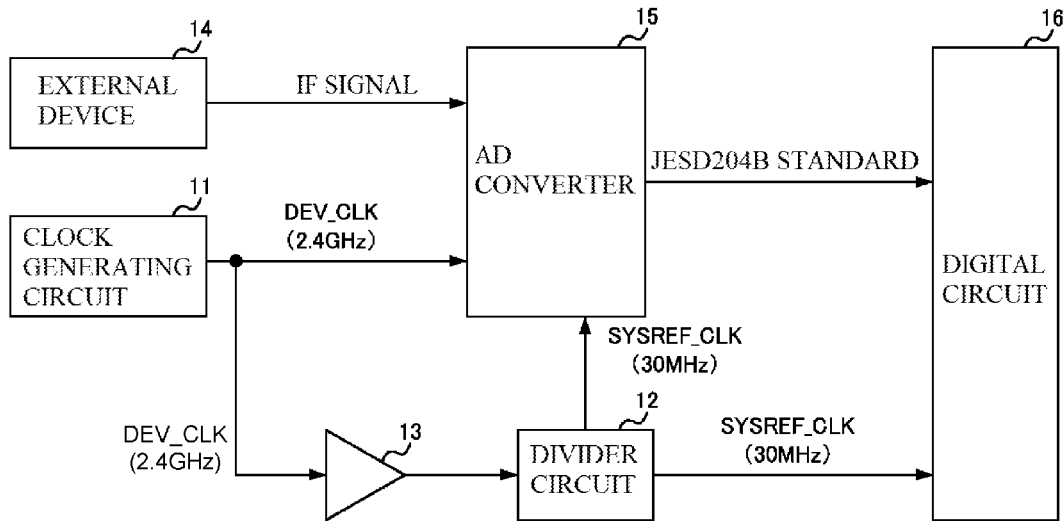 14
EXTERNAL
DEVICE
IF SIGNAL
15
AD
CONVERTER
JESD204B STANDARD
16
DIGITAL
CIRCUIT
11
CLOCK
GENERATING
CIRCUIT
DEV_CLK
(2.4GHz)
SYSREF_CLK
(30MHz)
DEV_CLK
(2.4GHz)
13
12
DIVIDER
CIRCUIT
SYSREF_CLK
(30MHz)